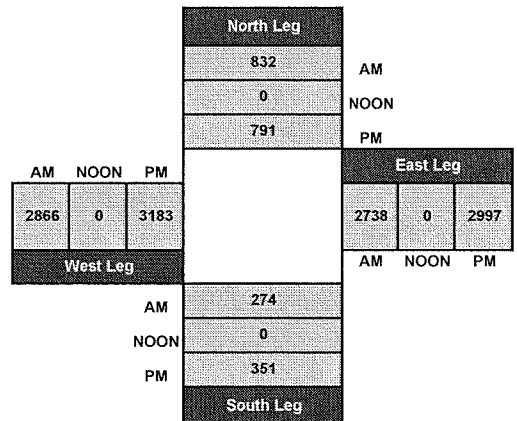 North Leg
832 AM
0 NOON
791 PM
AM NOON PM
2866 0 3183
West Leg
East Leg
2738 0 2997
AM NOON PM
AM 274
NOON 0
PM 351
South Leg